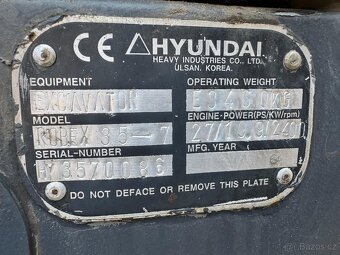 CE HYUNDAI
HEAVY INDUSTRIES CO., LTD.
ULSAN, KOREA.
EQUIPMENT OPERATING WEIGHT
EXCAVATOR
MODEL ENGINE-POWER(PS/KW/rpm)
ROBEX 35-7
SERIAL-NUMBER MFG. YEAR
DO NOT DEFACE OR REMOVE THIS PLATE